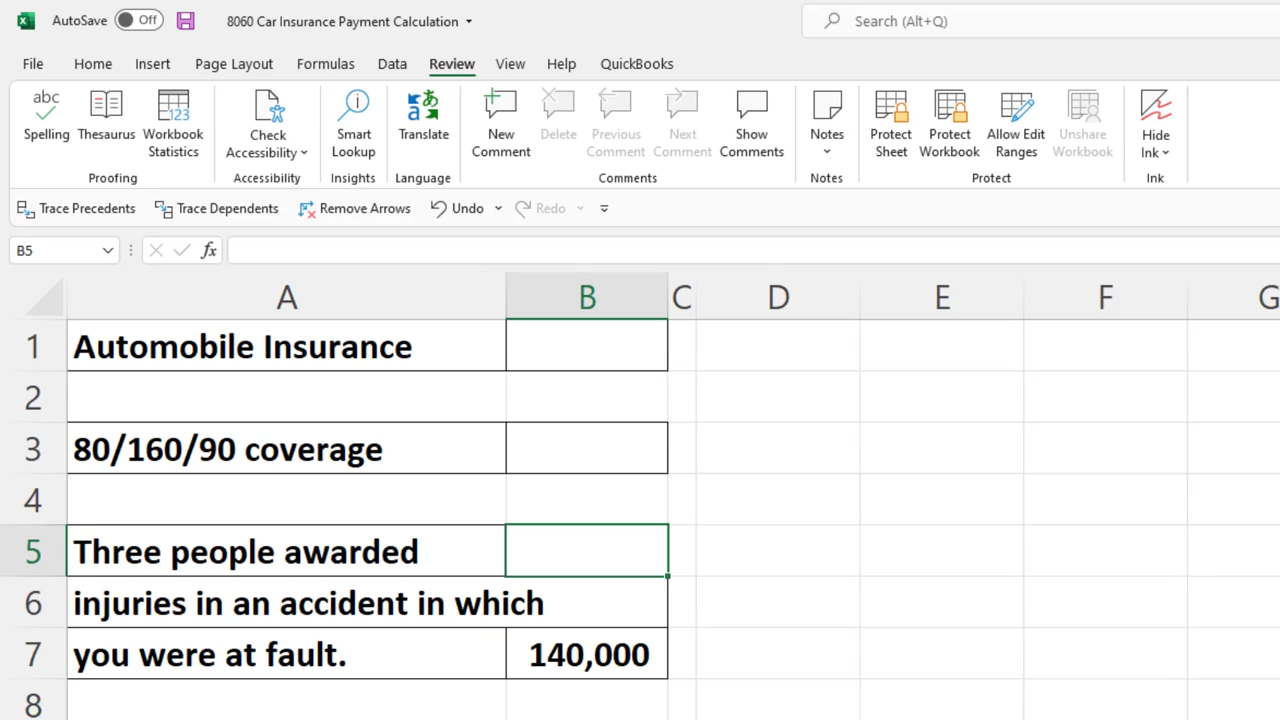 AutoSave Off 8060 Car Insurance Payment Calculation Search (Alt+Q)
File Home Insert Page Layout Formulas Data Review View Help QuickBooks
abc
Spelling
Thesaurus
123
Workbook
Statistics
Check
Accessibility
Smart
Lookup
Translate
New
Comment
Delete
Previous
Comment
Next
Comment
Show
Comments
Notes
Protect
Sheet
Protect
Workbook
Allow Edit
Ranges
Unshare
Workbook
Hide
Ink
Proofing Accessibility Insights Language Comments Notes Protect Ink
Trace Precedents Trace Dependents Remove Arrows Undo Redo
B5 fx
A B C D E F G
1 Automobile Insurance
2
3 80/160/90 coverage
4
5 Three people awarded
6 injuries in an accident in which
7 you were at fault. 140,000
8